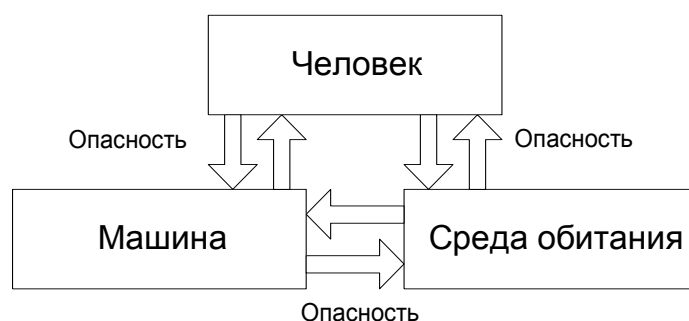 Человек
Опасность
Опасность
Машина
Среда обитания
Опасность